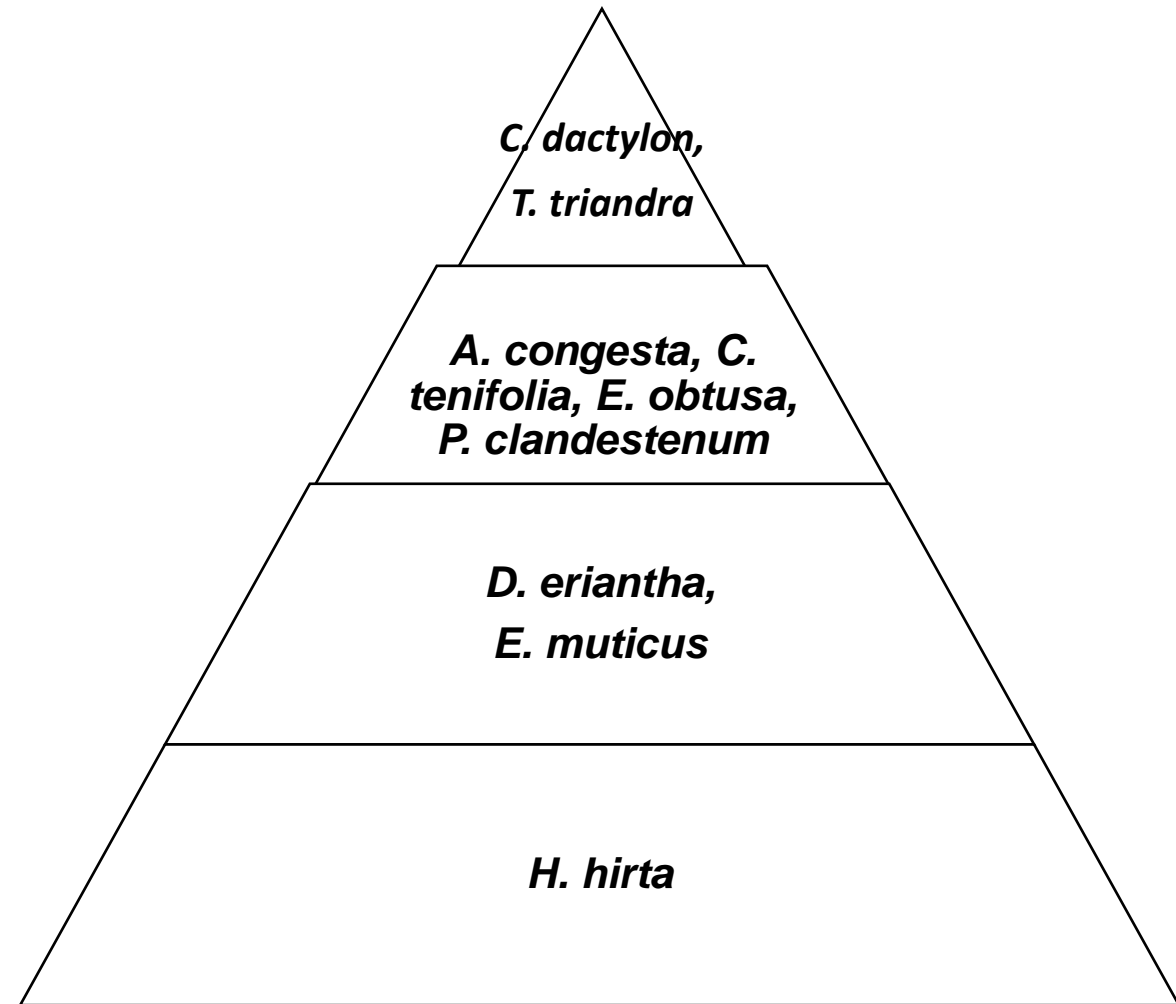 C. dactylon,
T. triandra
A. congesta, C.
tenifolia, E. obtusa,
P. clandestenum
D. eriantha,
E. muticus
H. hirta